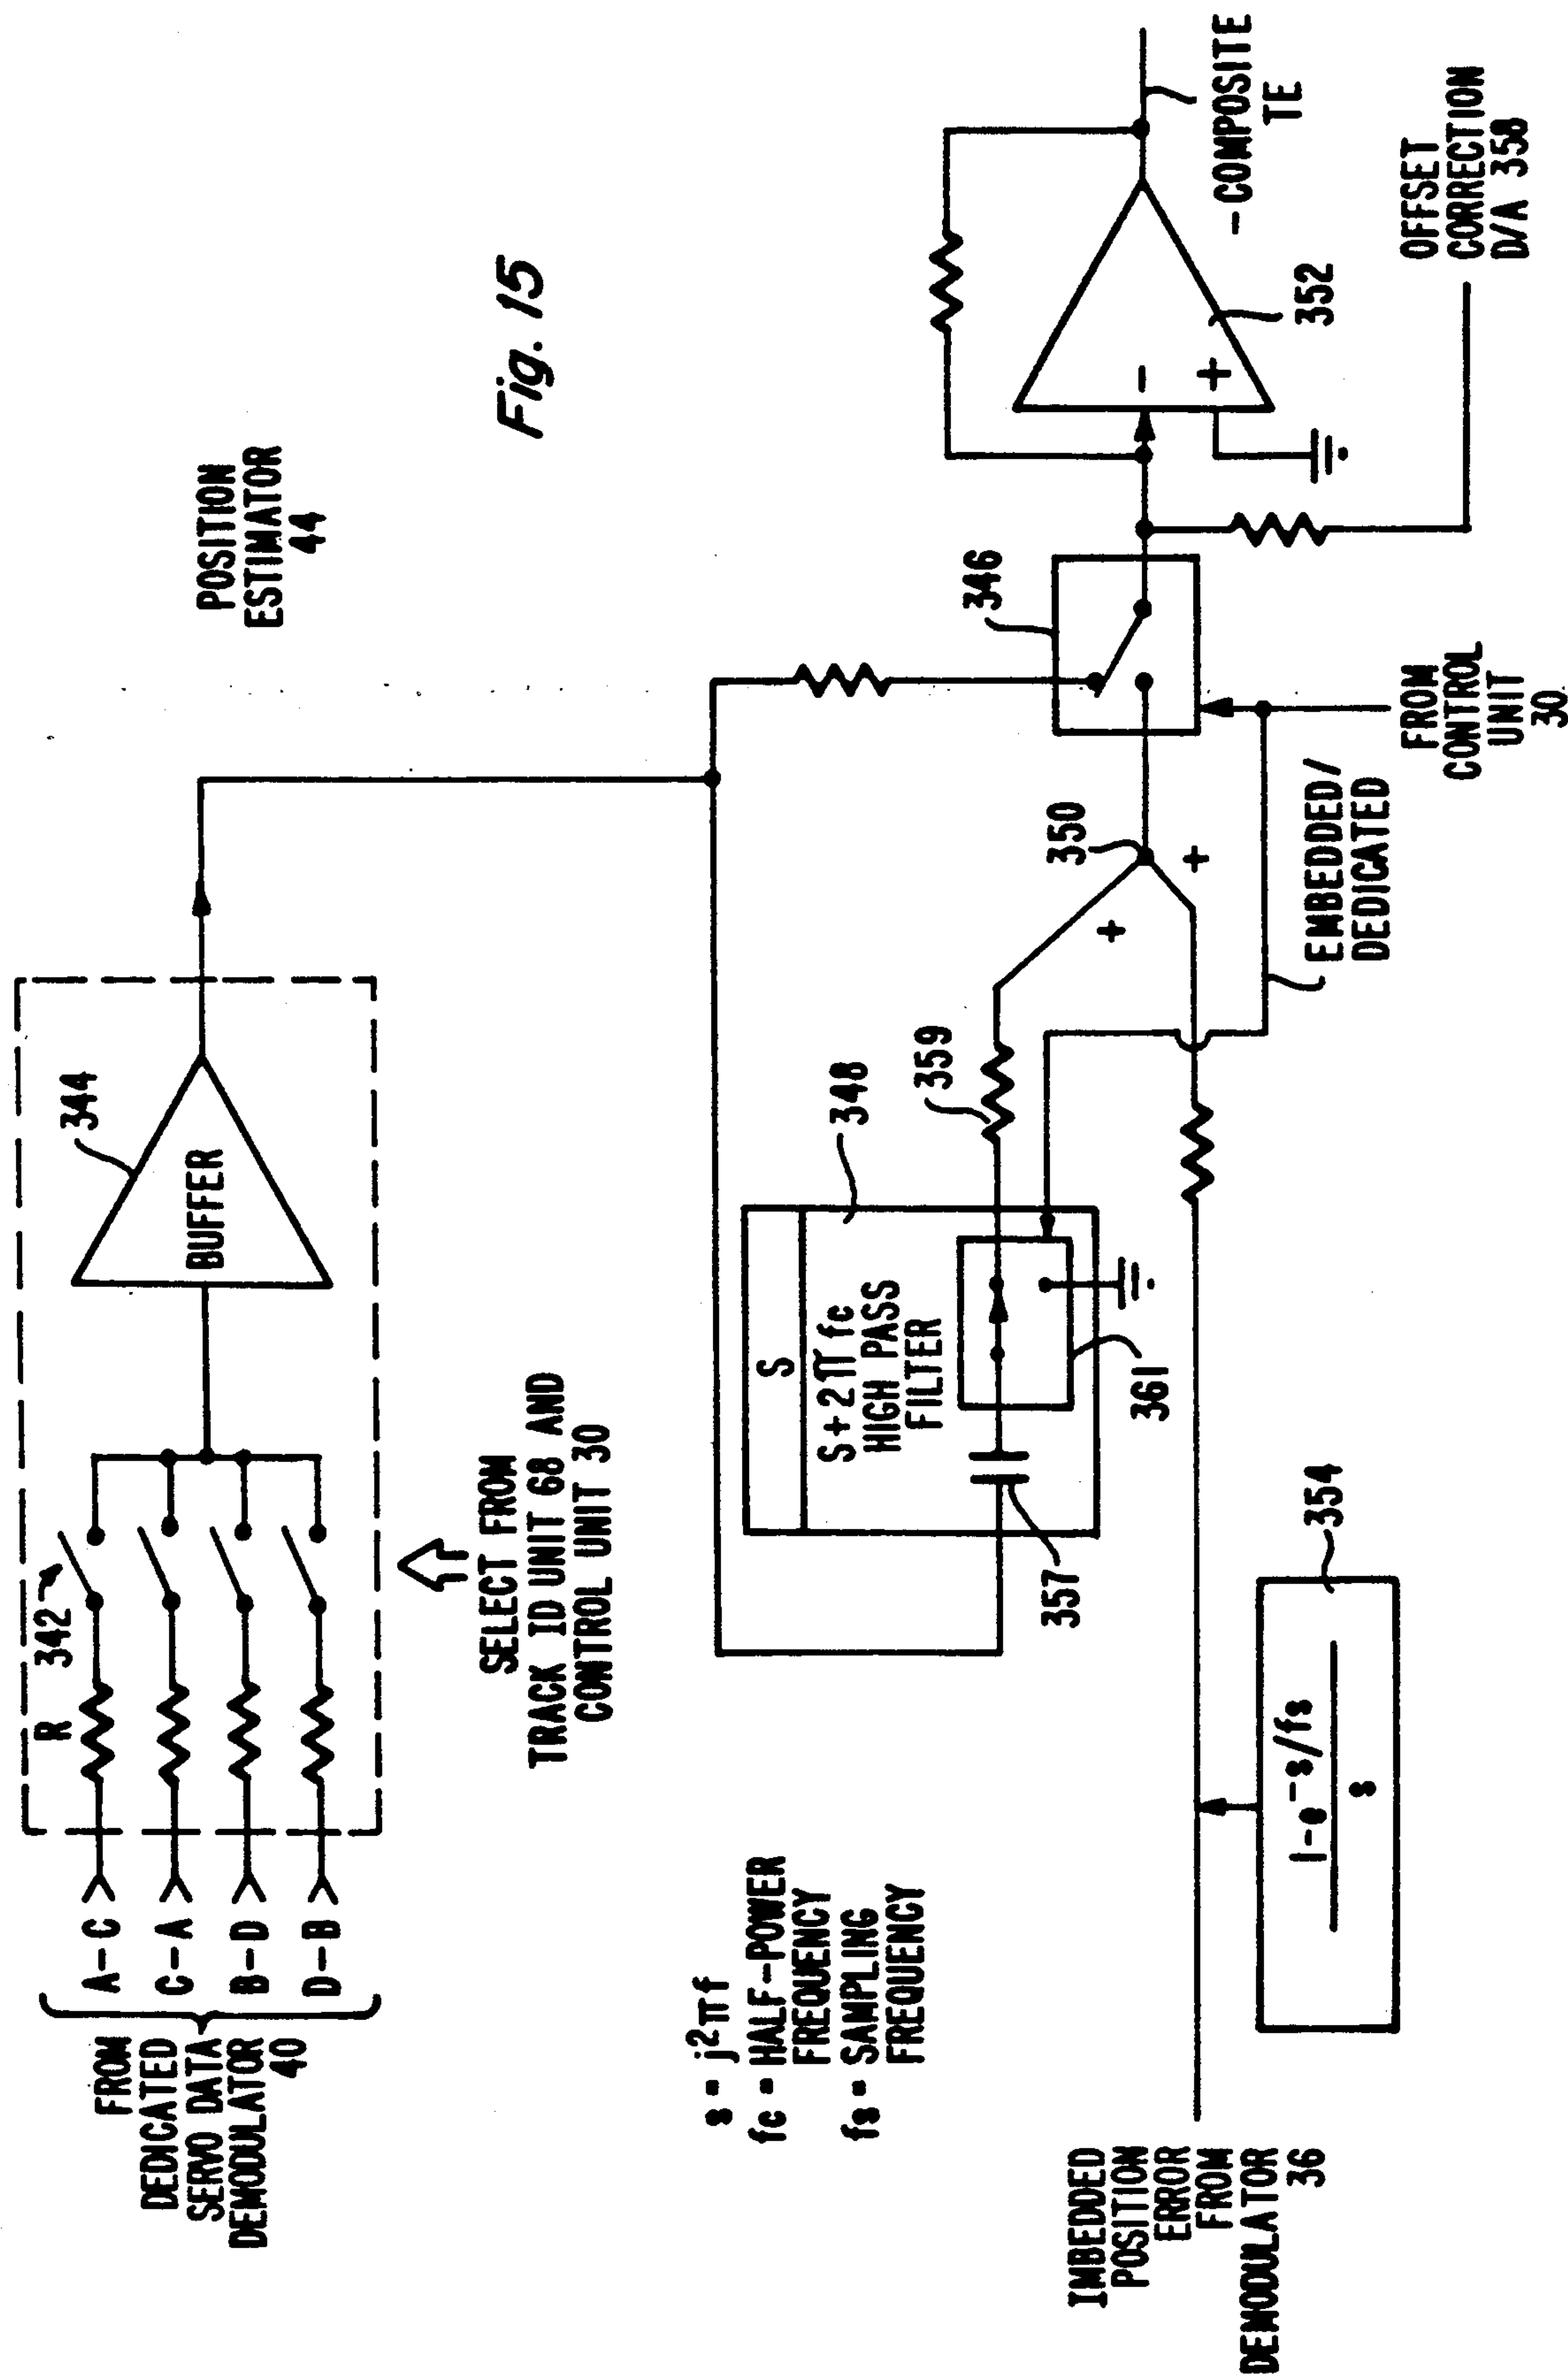 Fig. 15
POSITION
ESTIMATOR
44
FROM
DEDICATED
SERVO DATA
DEMODULATOR
40
A-C
C-A
B-D
D-B
R
342
BUFFER
344
SELECT FROM
TRACK ID UNIT 68 AND
CONTROL UNIT 30
s = j2πf
fc = HALF-POWER
FREQUENCY
fs = SAMPLING
FREQUENCY
S
S+2π fc
HIGH PASS
FILTER
348
357
361
359
350
+
+
346
EMBEDDED/
DEDICATED
FROM
CONTROL
UNIT
30
-
+
352
-COMPOSITE
TE
OFFSET
CORRECTION
D/A 358
IMBEDDED
POSITION
ERROR
FROM
DEMODULATOR
36
1-e-s/fs
s
354